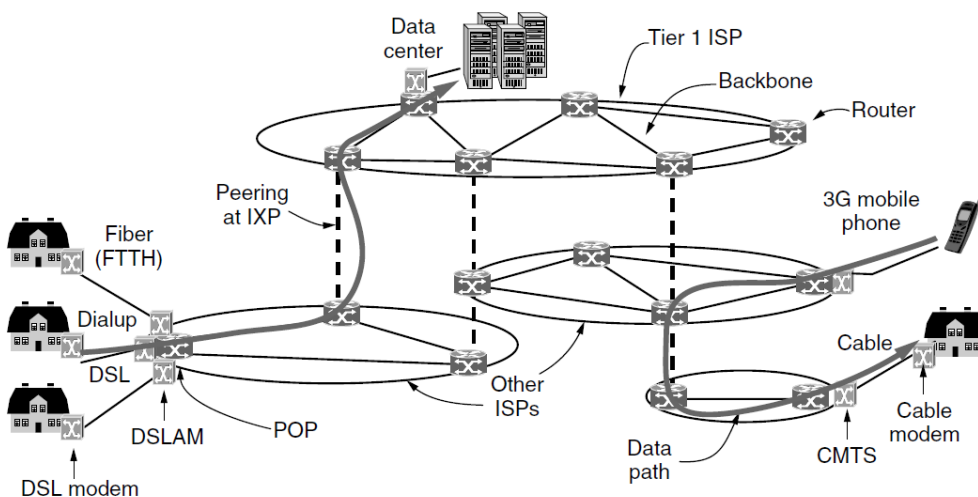 Data
center
Tier 1 ISP
Backbone
Router
Peering
at IXP
3G mobile
phone
Fiber
(FTTH)
Dialup
DSL
DSLAM
POP
DSL modem
Other
ISPs
Data
path
Cable
CMTS
Cable
modem